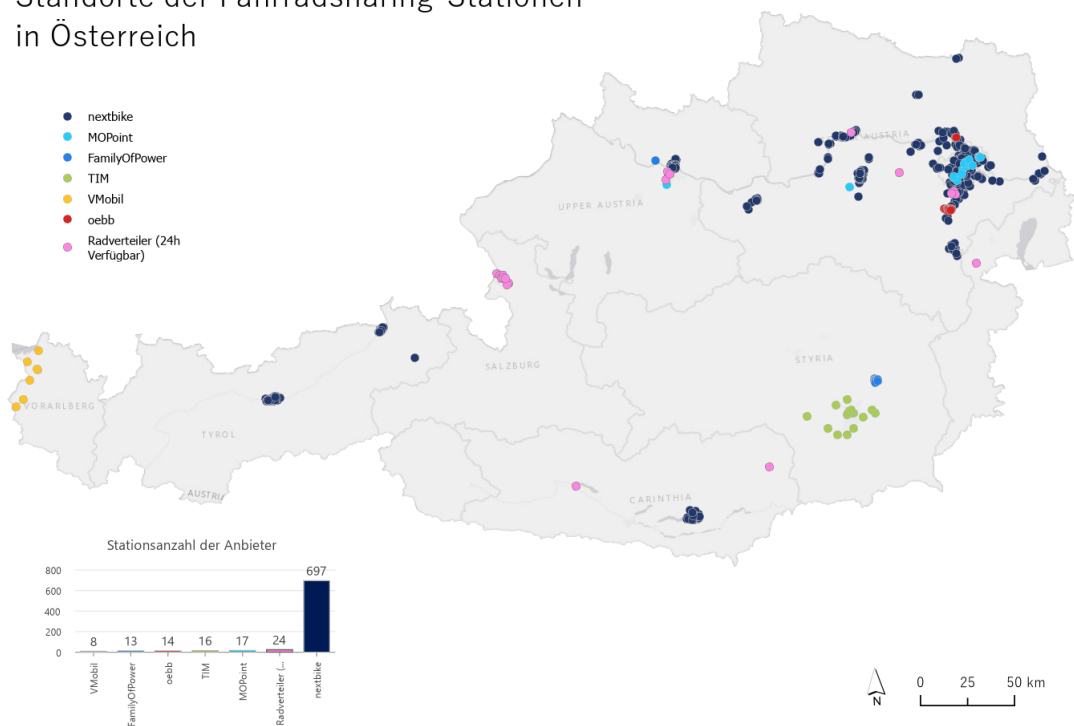 Standorte der Fahrradsharing-Stationen
in Österreich
nextbike
MOPoint
FamilyOfPower
TIM
VMobil
oebb
Radverteiler (24h
Verfügbar)
AUSTRIA
UPPER AUSTRIA
SALZBURG
STYRIA
VORARLBERG
TYROL
AUSTRIA
CARINTHIA
Stationsanzahl der Anbieter
800
600
400
200
0
8
13
14
16
17
24
697
VMobil
FamilyOfPower
oebb
TIM
MOPoint
Radverteiler (...
nextbike
N
0 25 50 km